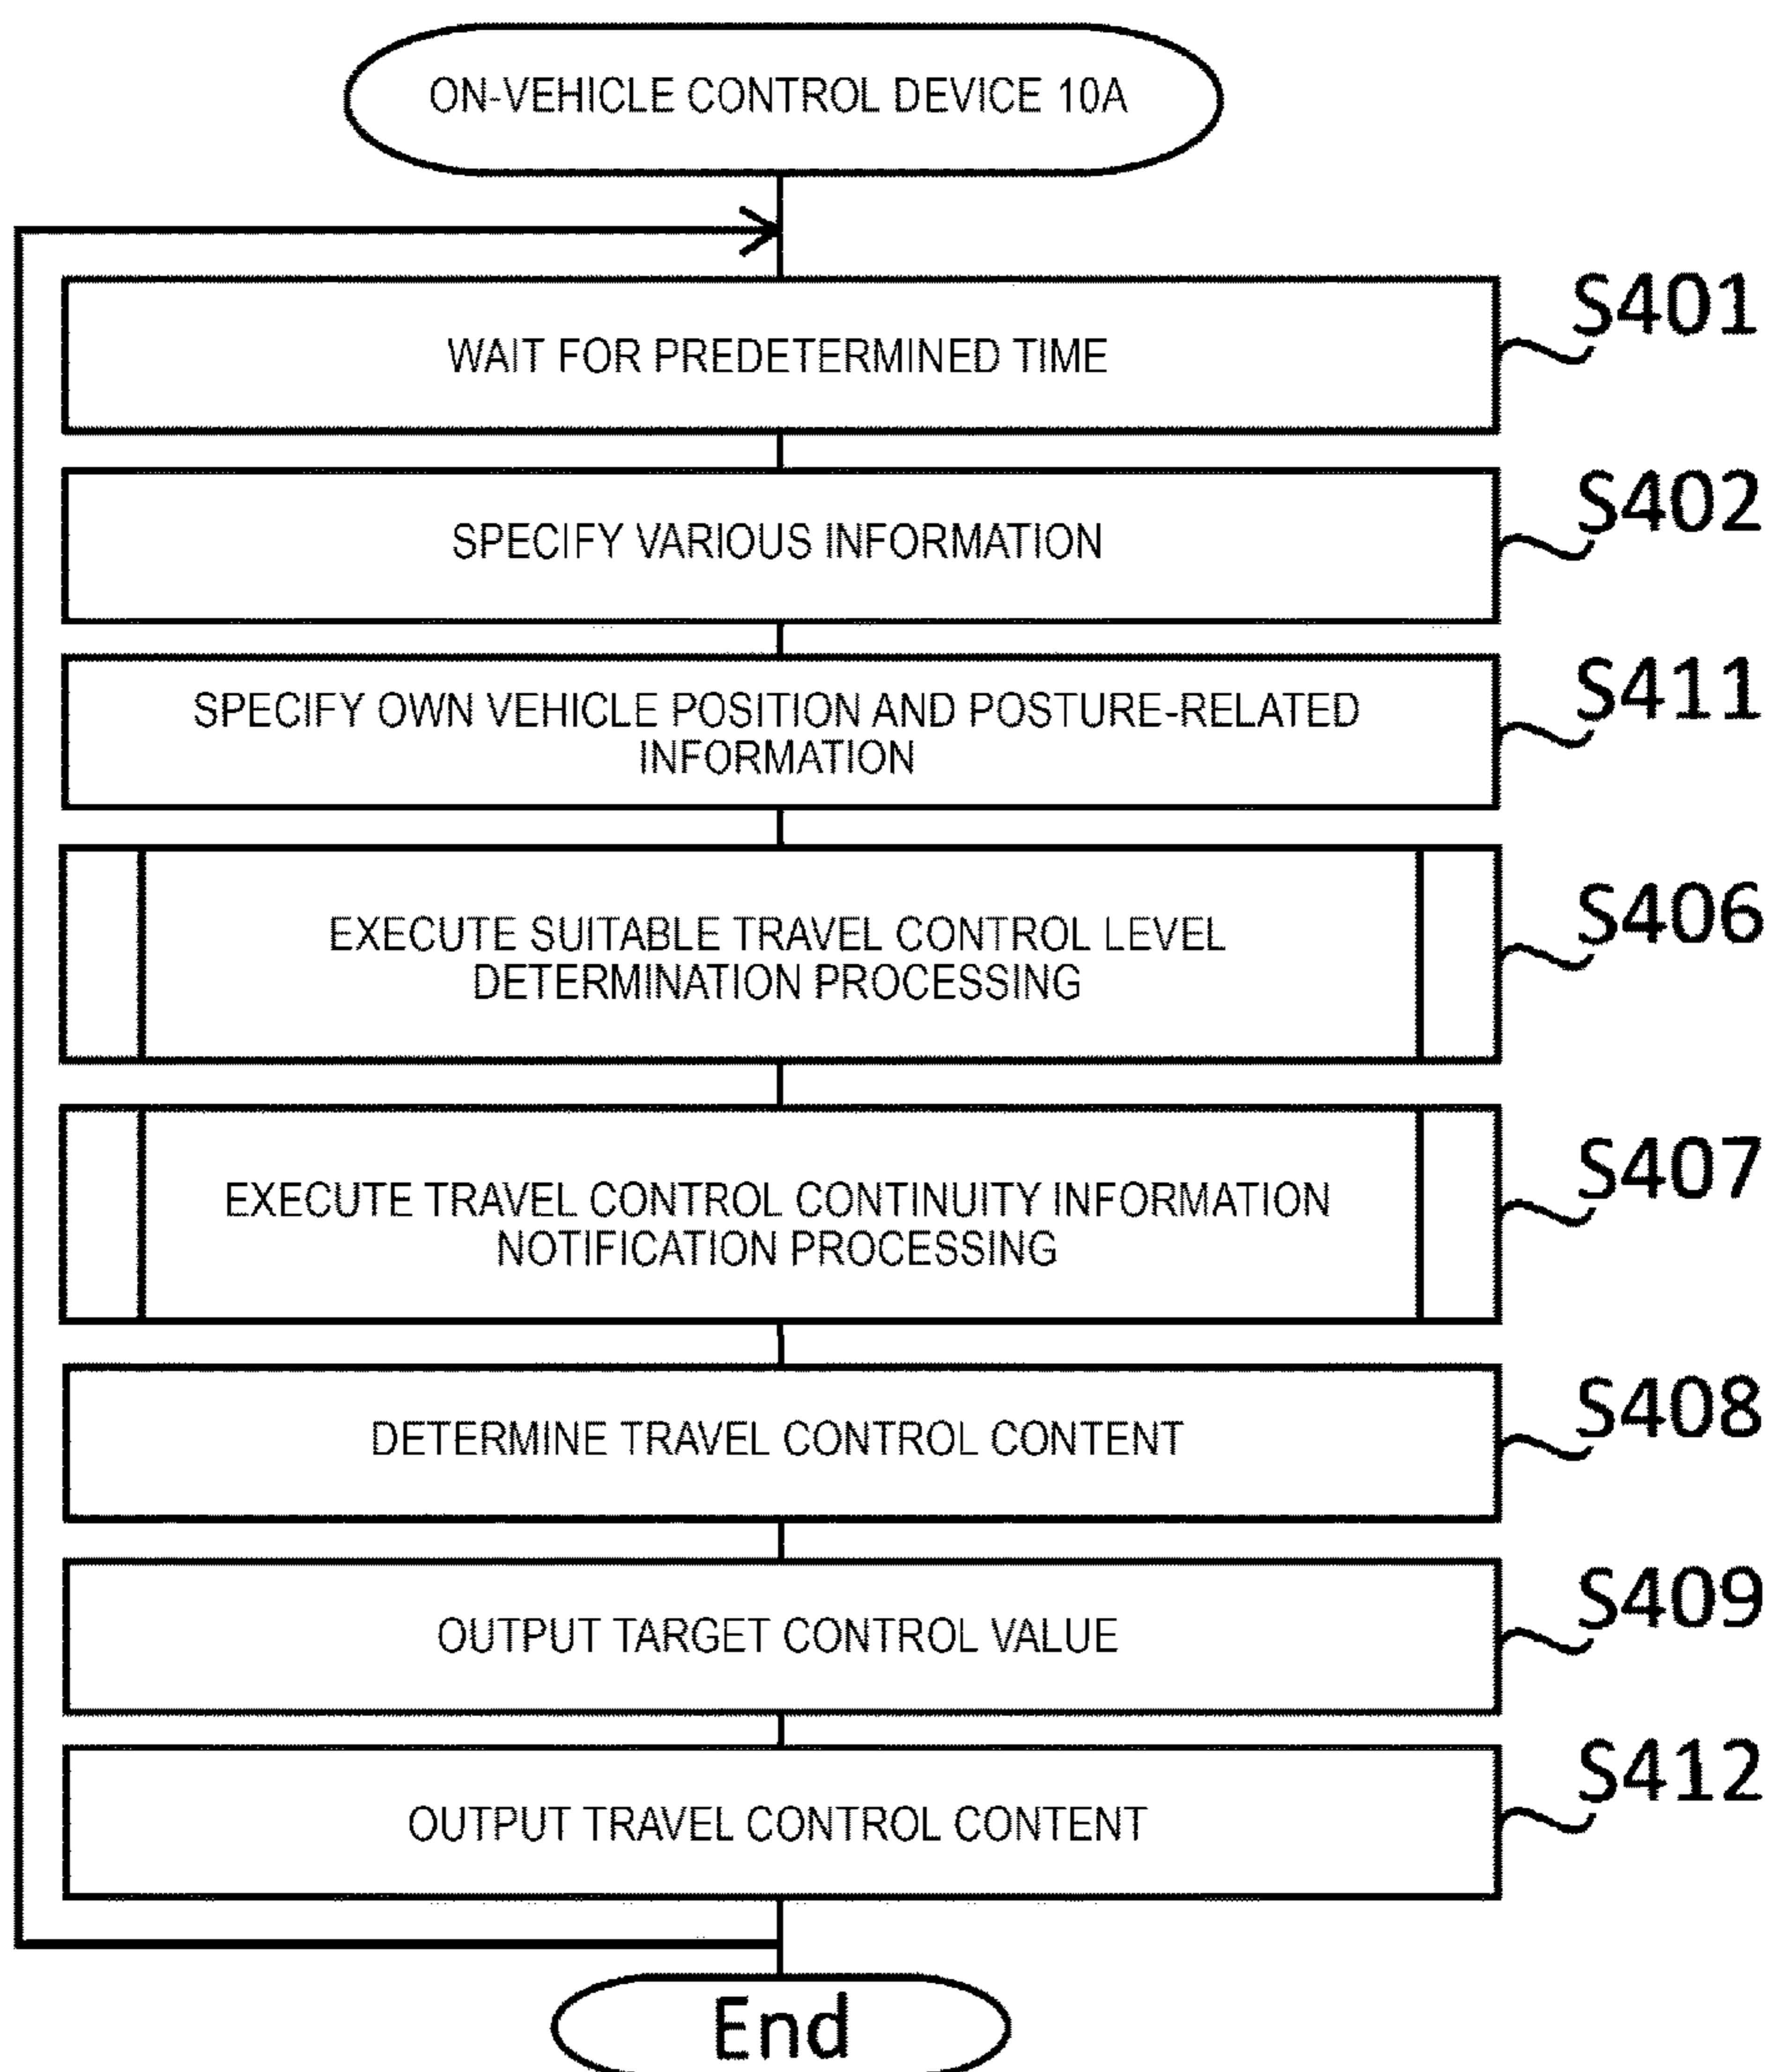 ON-VEHICLE CONTROL DEVICE 10A
WAIT FOR PREDETERMINED TIME
S401
SPECIFY VARIOUS INFORMATION
S402
SPECIFY OWN VEHICLE POSITION AND POSTURE-RELATED
INFORMATION
S411
EXECUTE SUITABLE TRAVEL CONTROL LEVEL
DETERMINATION PROCESSING
S406
EXECUTE TRAVEL CONTROL CONTINUITY INFORMATION
NOTIFICATION PROCESSING
S407
DETERMINE TRAVEL CONTROL CONTENT
S408
OUTPUT TARGET CONTROL VALUE
S409
OUTPUT TRAVEL CONTROL CONTENT
S412
End